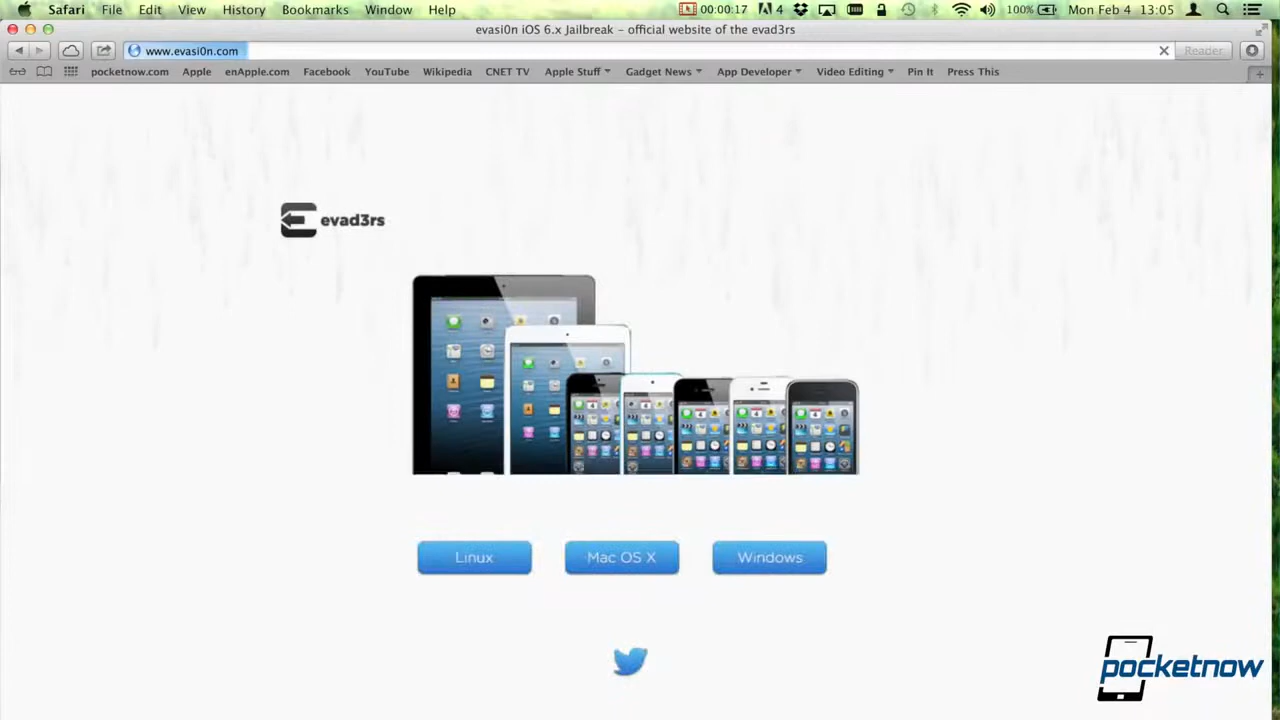 Safari File Edit View History Bookmarks Window Help 00:00:17 4 100% Mon Feb 4 13:05
evasi0n iOS 6.x Jailbreak – official website of the evad3rs
www.evasi0n.com Reader
pocketnow.com Apple enApple.com Facebook YouTube Wikipedia CNET TV Apple Stuff Gadget News App Developer Video Editing Pin It Press This
evad3rs
Linux Mac OS X Windows
pocketnow